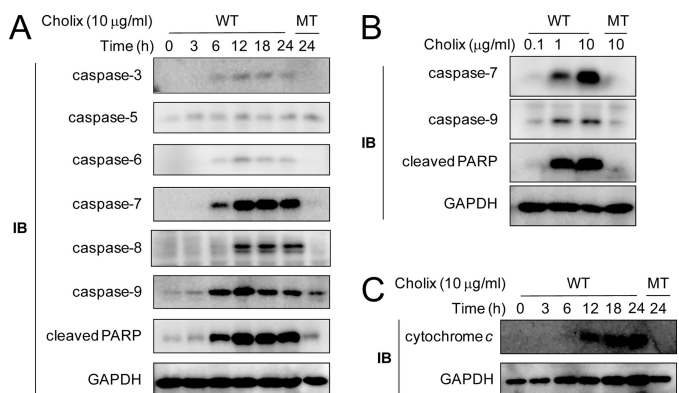 A
Cholix (10 μg/ml) WT MT
Time (h) 0 3 6 12 18 24 24
IB
caspase-3
caspase-5
caspase-6
caspase-7
caspase-8
caspase-9
cleaved PARP
GAPDH
B
WT MT
Cholix (μg/ml) 0.1 1 10 10
IB
caspase-7
caspase-9
cleaved PARP
GAPDH
C
Cholix (10 μg/ml) WT MT
Time (h) 0 3 6 12 18 24 24
IB
cytochrome c
GAPDH